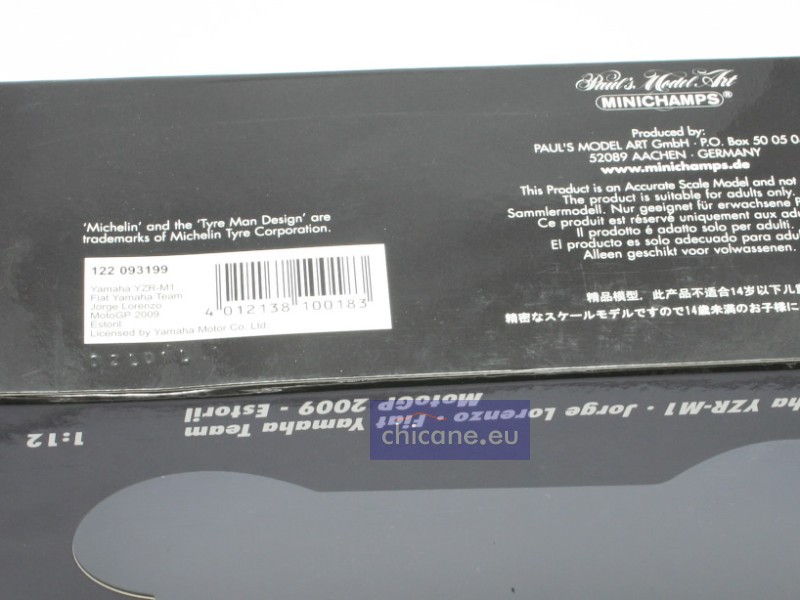 Paul's Model Art
MINICHAMPS®
Produced by:
PAUL'S MODEL ART GmbH · P.O. Box 50 05
52089 AACHEN · GERMANY
www.minichamps.de
This Product is an Accurate Scale Model and not
The product is suitable for adults only.
Sammlermodell. Nur geeignet für erwachsene
Ce produit est réservé uniquement aux
Il prodotto é adatto solo per adulti.
El producto es solo adecuado para
Alleen geschikt voor volwassenen.
精品模型，此产品不适合14岁以下儿
精密なスケールモデルですので14歳未満のお子様に
'Michelin' and the 'Tyre Man Design' are
trademarks of Michelin Tyre Corporation.
122 093199
Yamaha YZR-M1
Fiat Yamaha Team
Jorge Lorenzo
MotoGP 2009
Estoril
Licensed by Yamaha Motor Co. Ltd.
4 012138 100183
YZR-M1 · Jorge Lorenzo · Fiat Yamaha Team
MotoGP 2009 - Estoril
1:12
chicane.eu